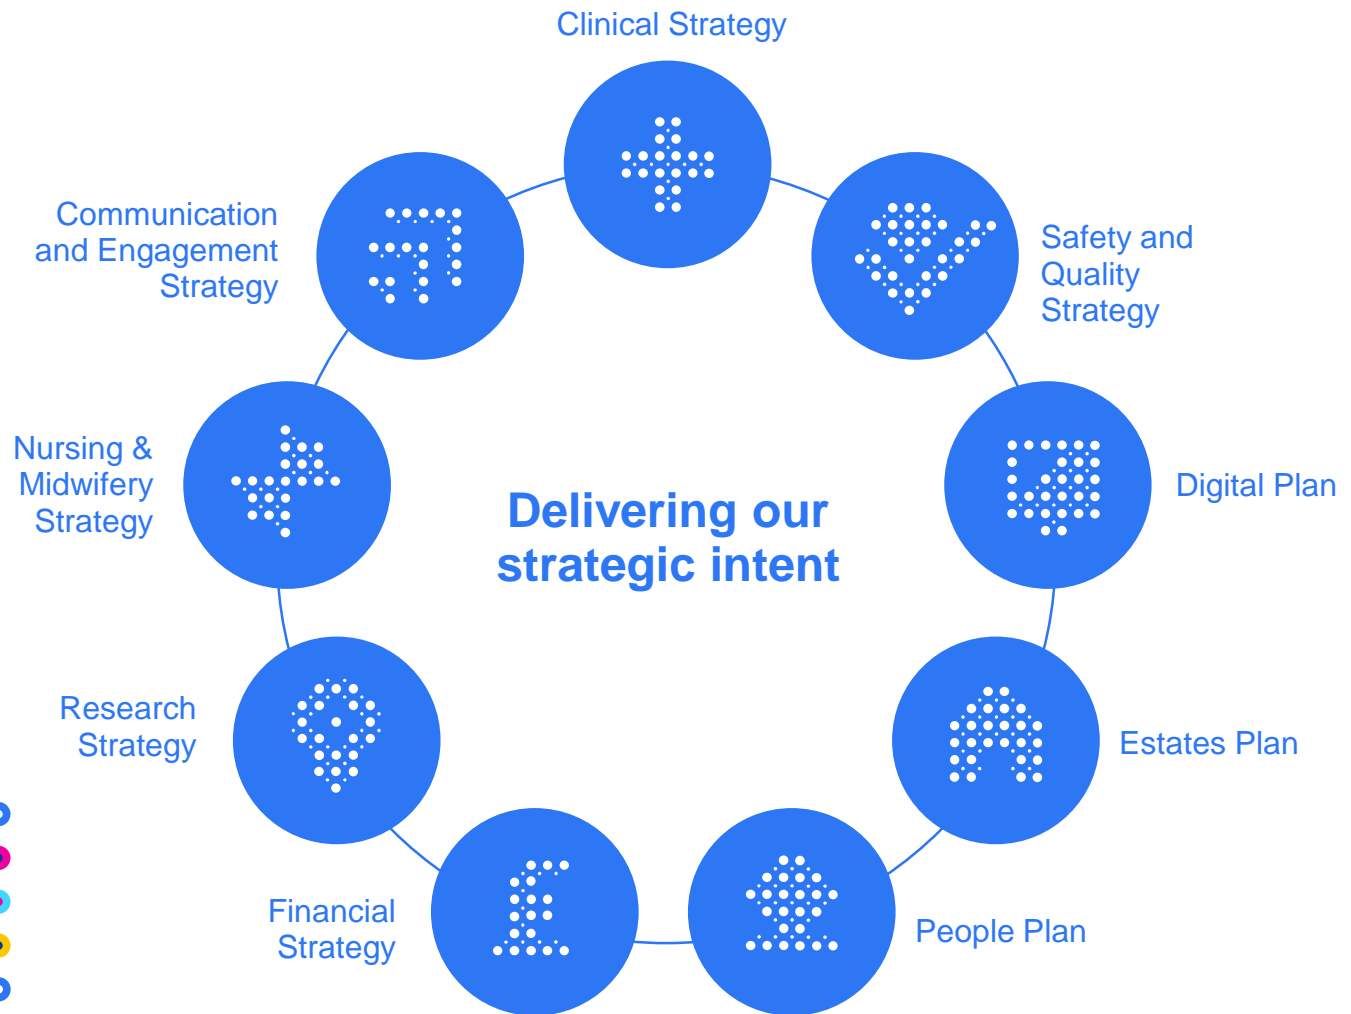 Clinical Strategy
Communication
and Engagement
Strategy
Safety and
Quality
Strategy
Nursing &
Midwifery
Strategy
Delivering our
strategic intent
Digital Plan
Research
Strategy
Estates Plan
Financial
Strategy
People Plan